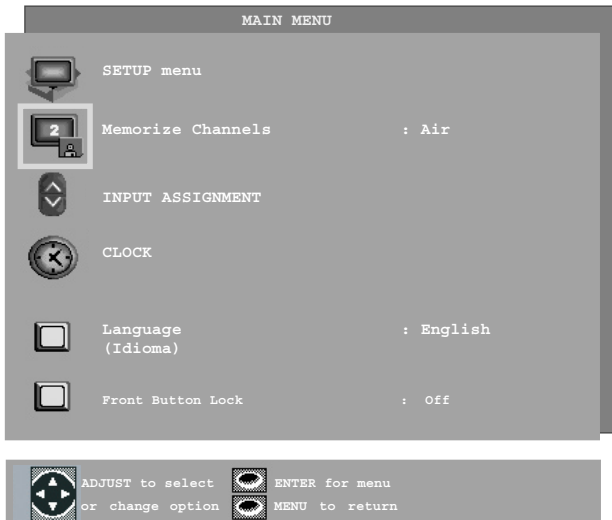 MAIN MENU
SETUP menu
2
Memorize Channels : Air
INPUT ASSIGNMENT
CLOCK
Language : English
(Idioma)
Front Button Lock : Off
ADJUST to select ENTER for menu
or change option MENU to return